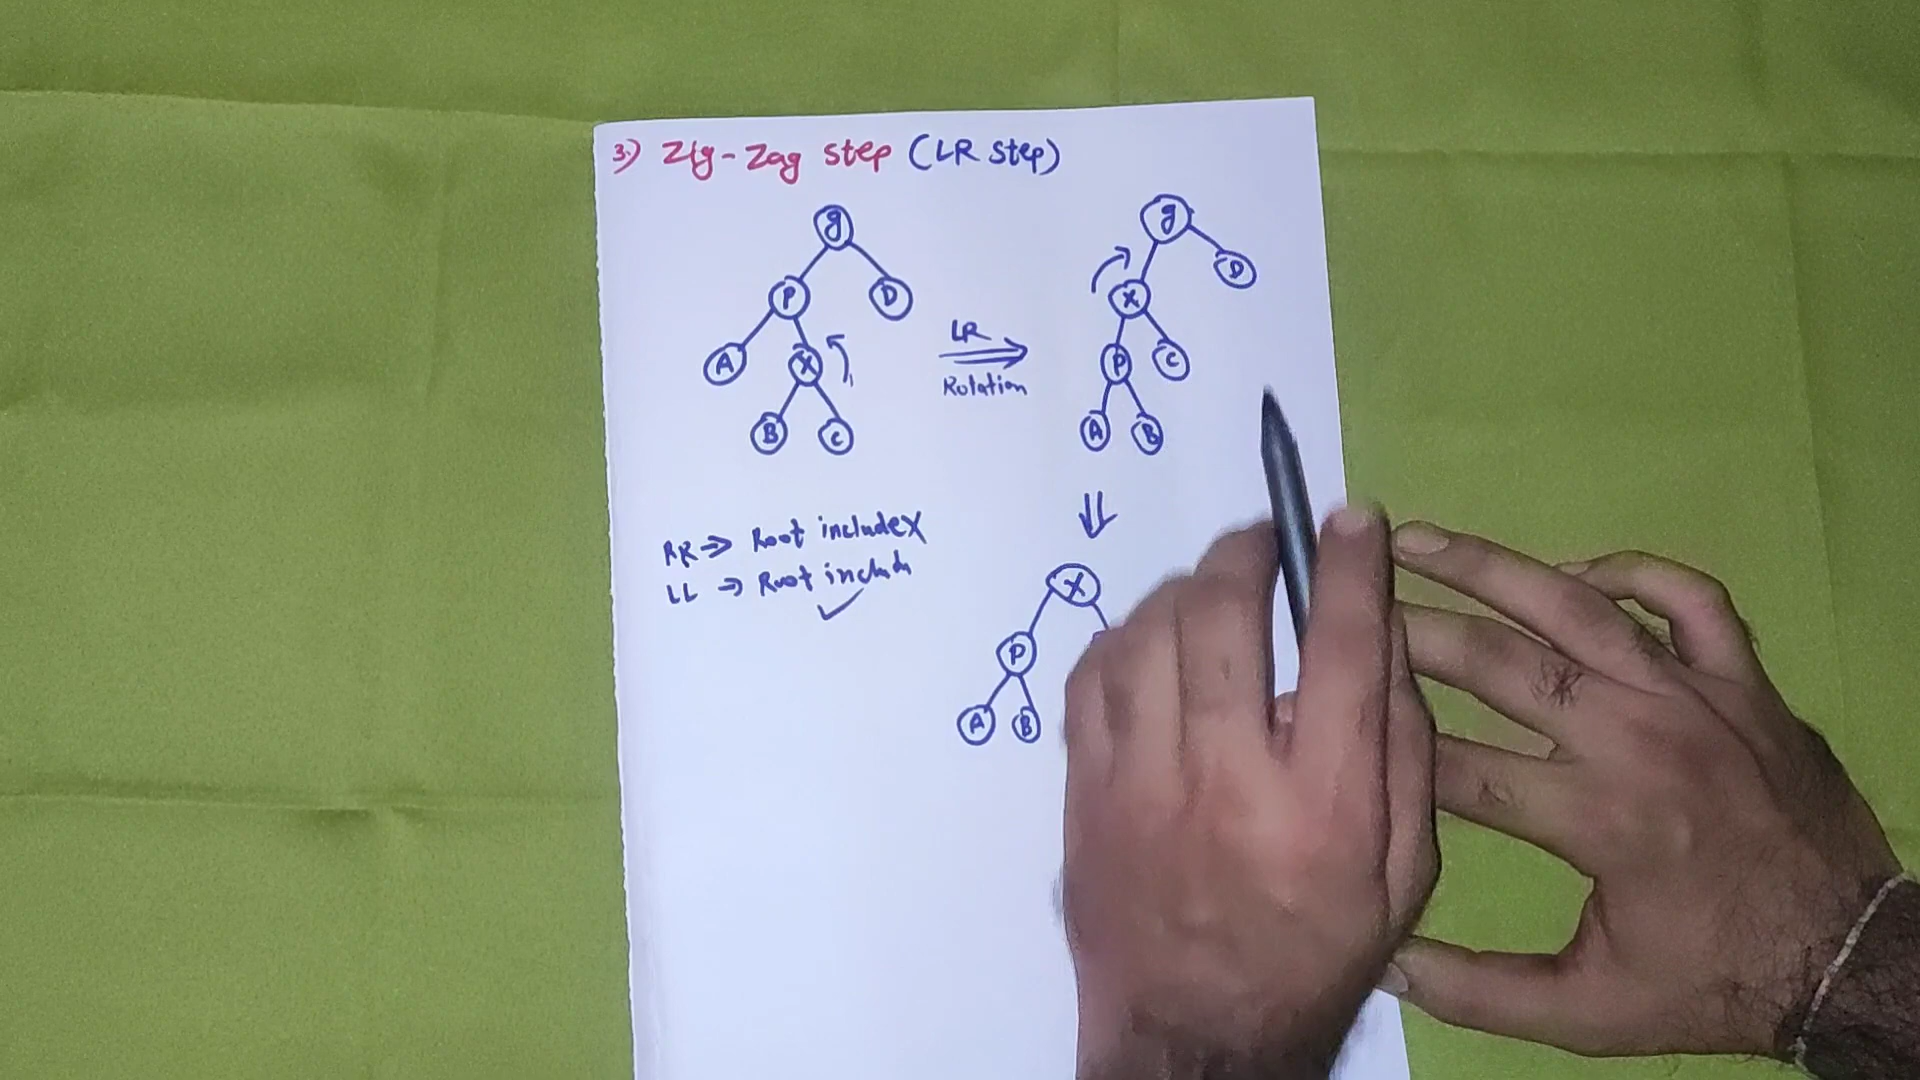 3) Zig-Zag step (LR step)
g
P
D
A
X
B
C
LR
Rotation
g
X
D
P
C
A
B
RR → Root include X
LL → Root include ✓
X
P
A
B